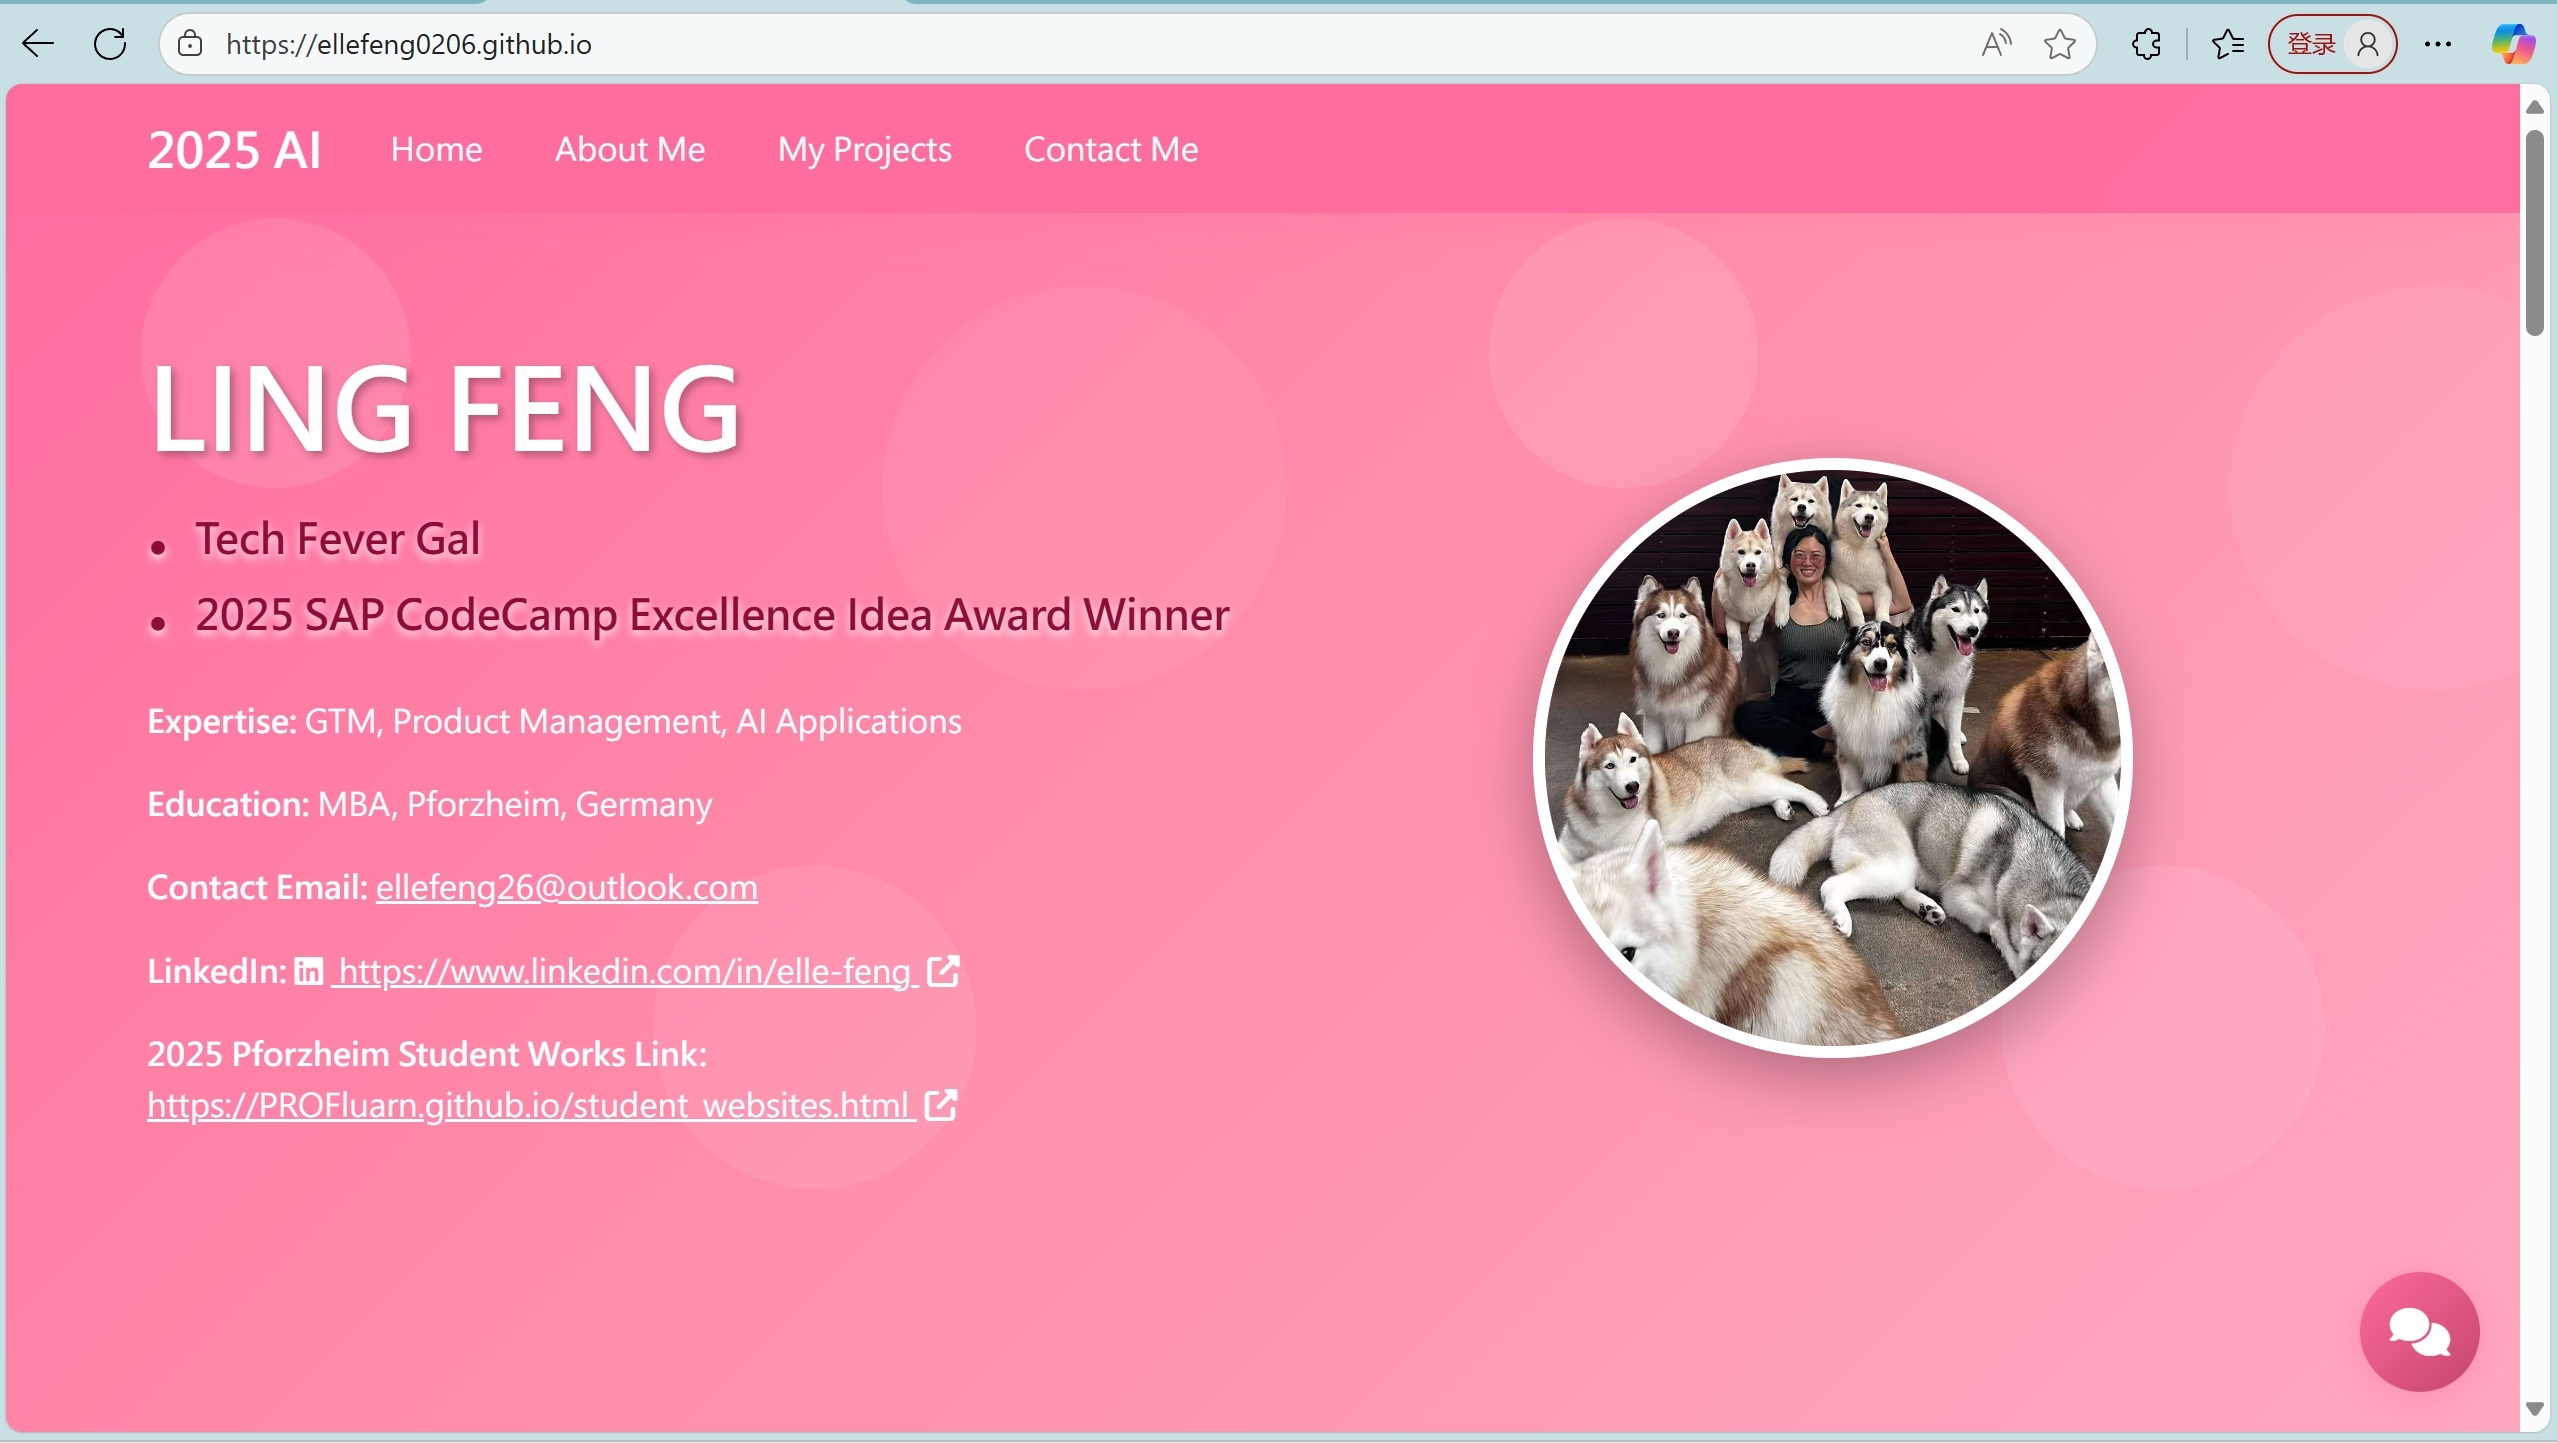 https://ellefeng0206.github.io
登录
2025 AI
Home
About Me
My Projects
Contact Me
LING FENG
• Tech Fever Gal
• 2025 SAP CodeCamp Excellence Idea Award Winner
Expertise: GTM, Product Management, AI Applications
Education: MBA, Pforzheim, Germany
Contact Email: ellefeng26@outlook.com
LinkedIn: in https://www.linkedin.com/in/elle-feng
2025 Pforzheim Student Works Link:
https://PROFluarn.github.io/student_websites.html